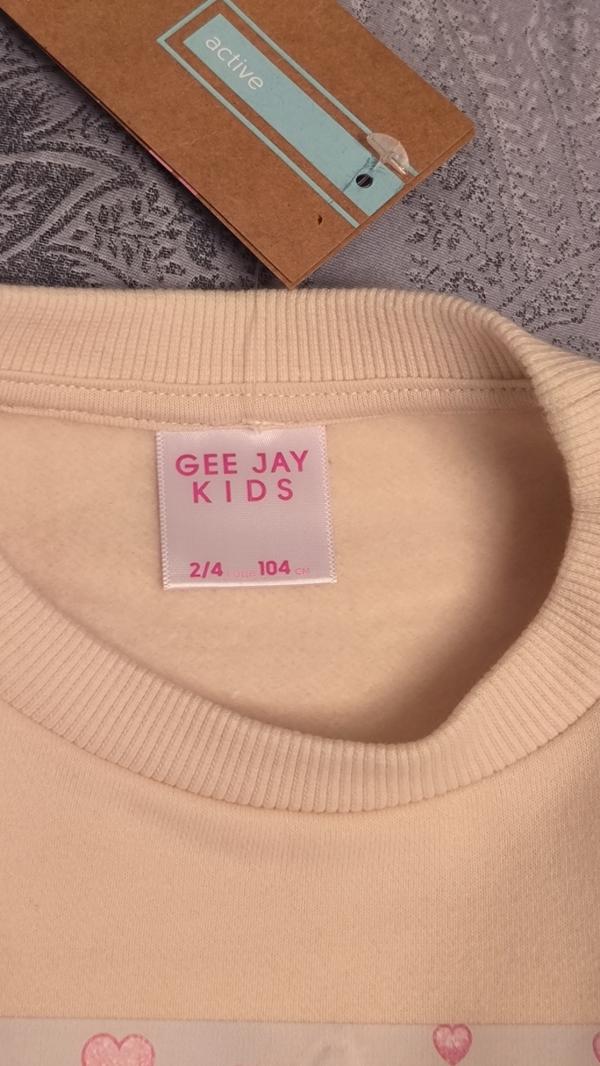 active
GEE JAY
KIDS
2/4 104 CM